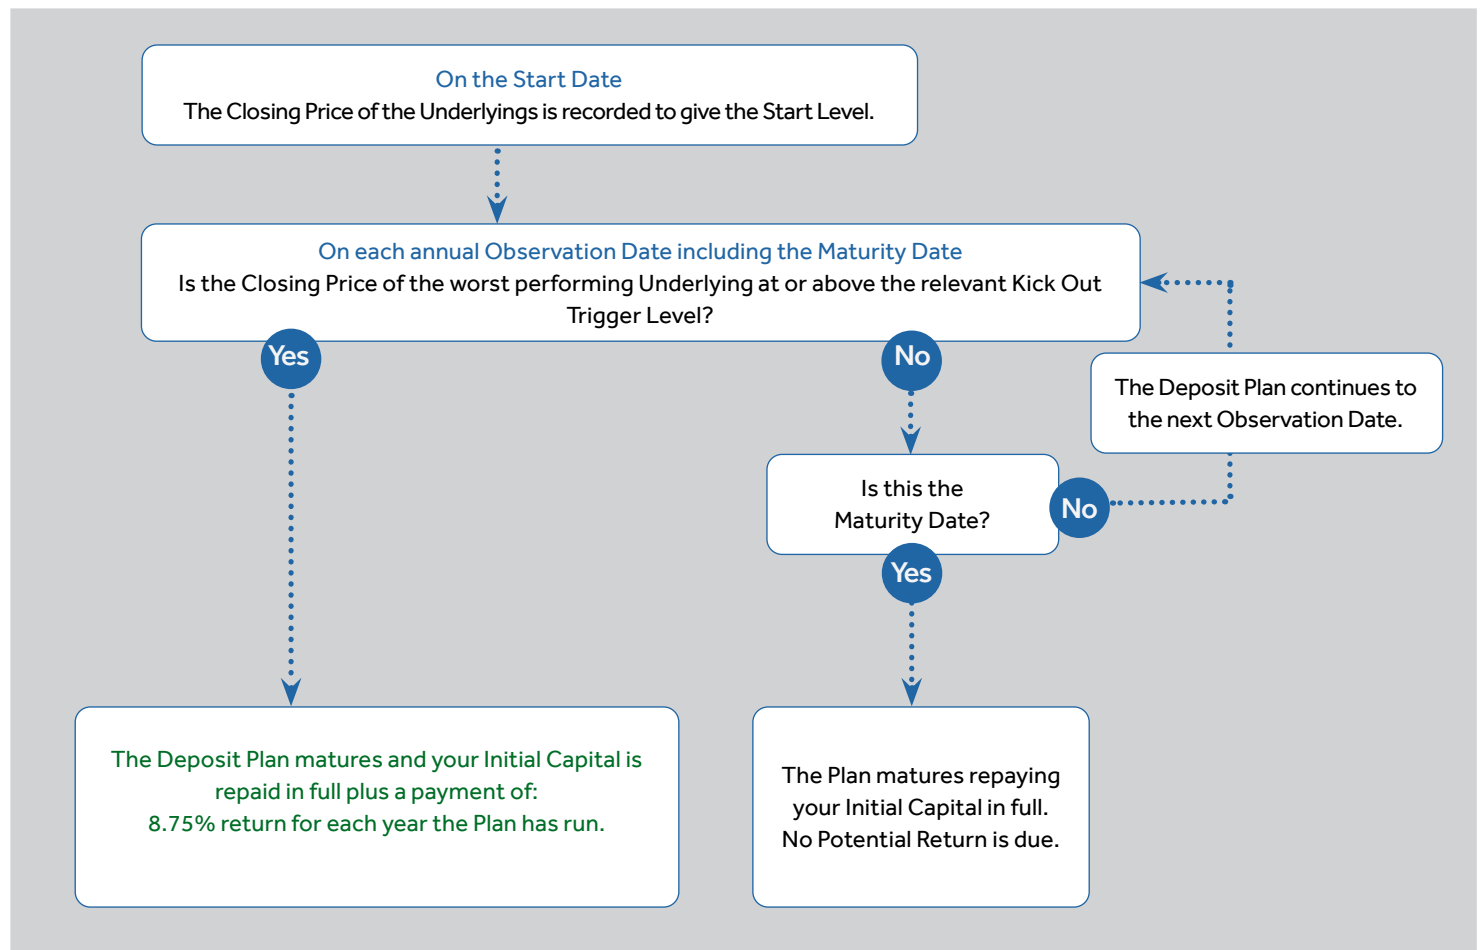 On the Start Date
The Closing Price of the Underlyings is recorded to give the Start Level.
On each annual Observation Date including the Maturity Date
Is the Closing Price of the worst performing Underlying at or above the relevant Kick Out
Trigger Level?
Yes
No
The Deposit Plan continues to
the next Observation Date.
Is this the
Maturity Date?
No
Yes
The Deposit Plan matures and your Initial Capital is
repaid in full plus a payment of:
8.75% return for each year the Plan has run.
The Plan matures repaying
your Initial Capital in full.
No Potential Return is due.